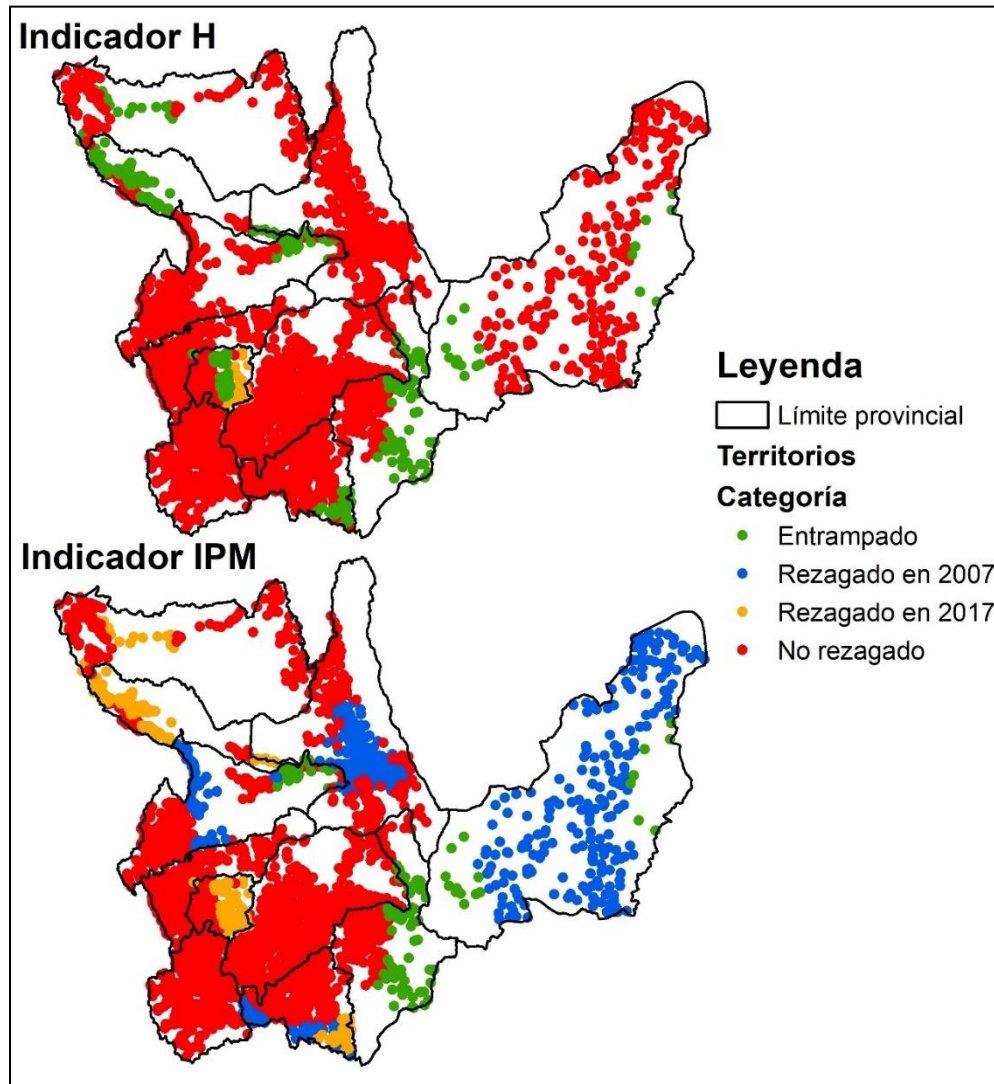 Indicador H
Leyenda
Límite provincial
Territorios
Categoría
Entrampado
Rezagado en 2007
Rezagado en 2017
No rezagado
Indicador IPM